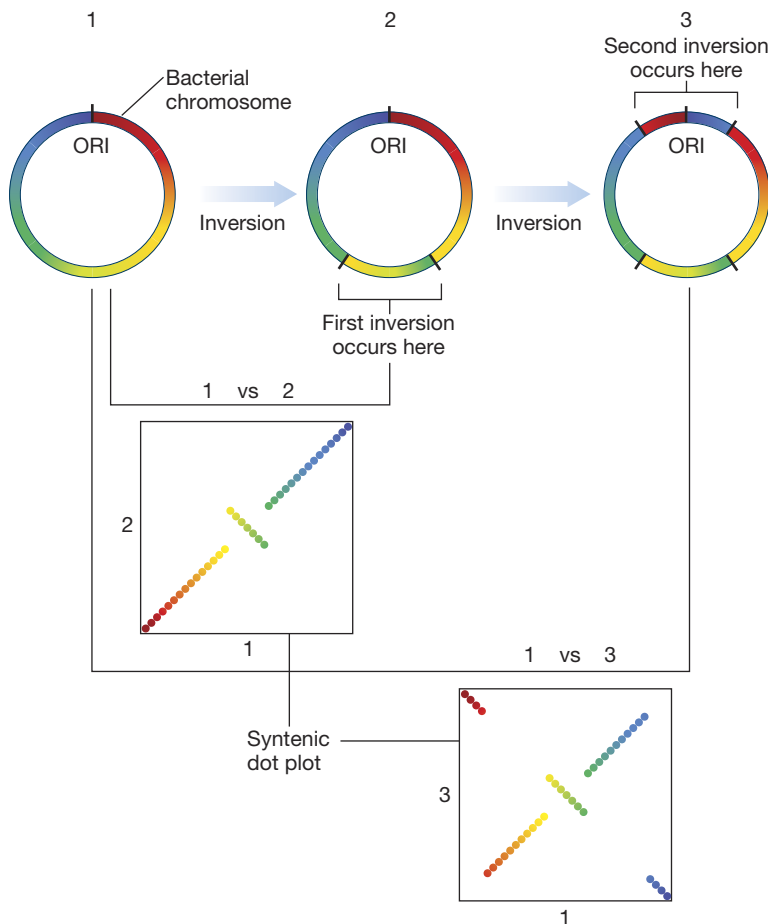 1
2
3
Second inversion
occurs here
Bacterial
chromosome
ORI
ORI
ORI
Inversion
Inversion
First inversion
occurs here
1 vs 2
2
1
1 vs 3
Syntenic
dot plot
3
1